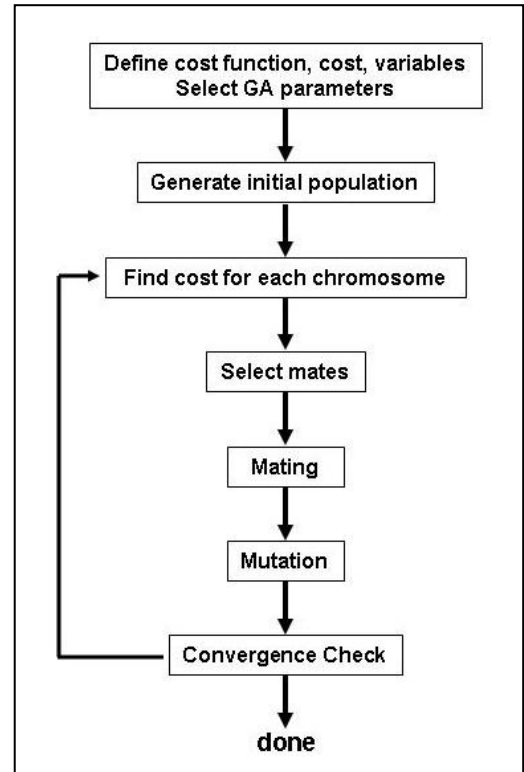 Define cost function, cost, variables
Select GA parameters
Generate initial population
Find cost for each chromosome
Select mates
Mating
Mutation
Convergence Check
done